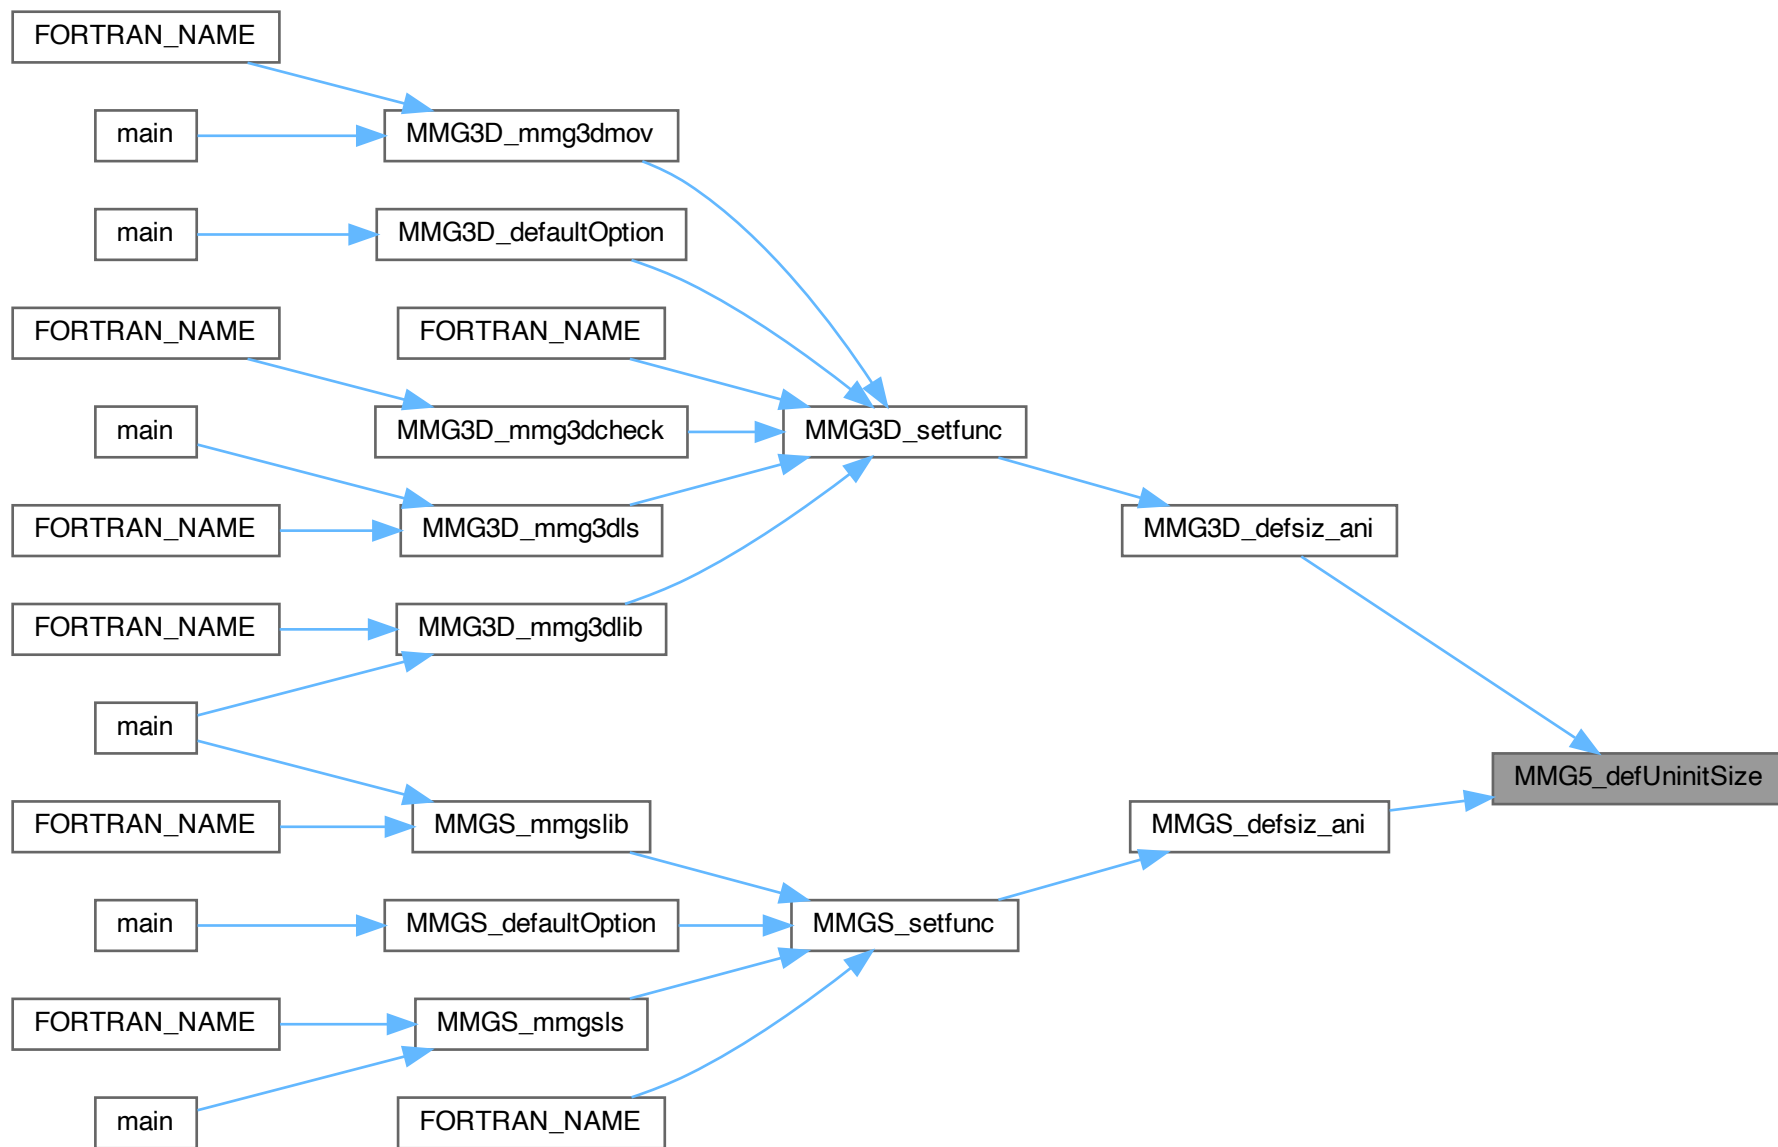 FORTRAN_NAME
main
MMG3D_mmg3dmov
main
MMG3D_defaultOption
FORTRAN_NAME
FORTRAN_NAME
main
MMG3D_mmg3dcheck
MMG3D_setfunc
FORTRAN_NAME
MMG3D_mmg3dls
MMG3D_defsiz_ani
FORTRAN_NAME
MMG3D_mmg3dlib
main
MMG5_defUninitSize
FORTRAN_NAME
MMGS_mmgslib
MMGS_defsiz_ani
main
MMGS_defaultOption
MMGS_setfunc
FORTRAN_NAME
MMGS_mmgsls
main
FORTRAN_NAME